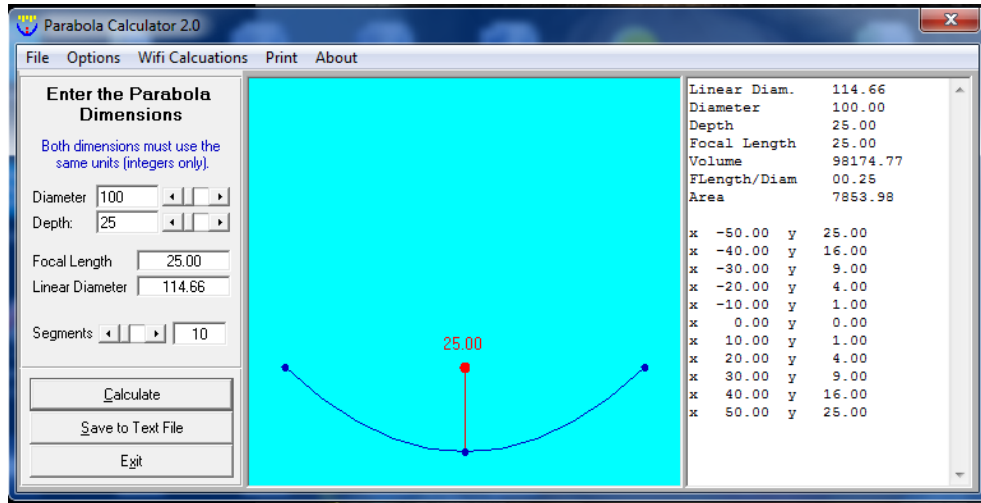 Parabola Calculator 2.0
File Options Wifi Calcuations Print About
Enter the Parabola
Dimensions
Both dimensions must use the
same units (integers only).
Diameter 100
Depth: 25
Focal Length 25.00
Linear Diameter 114.66
Segments 10
Calculate
Save to Text File
Exit
25.00
Linear Diam. 114.66
Diameter 100.00
Depth 25.00
Focal Length 25.00
Volume 98174.77
FLength/Diam 00.25
Area 7853.98
x -50.00 y 25.00
x -40.00 y 16.00
x -30.00 y 9.00
x -20.00 y 4.00
x -10.00 y 1.00
x 0.00 y 0.00
x 10.00 y 1.00
x 20.00 y 4.00
x 30.00 y 9.00
x 40.00 y 16.00
x 50.00 y 25.00